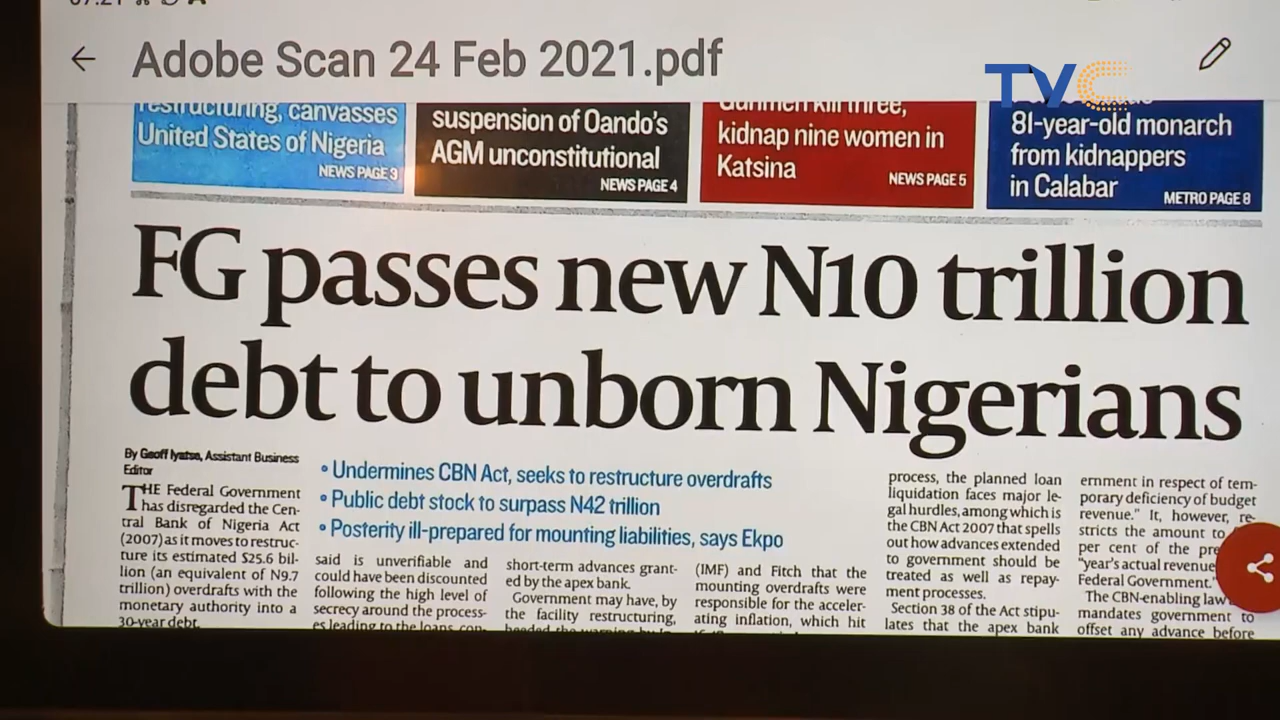 07:21
Adobe Scan 24 Feb 2021.pdf
TVC
restructuring, canvasses
United States of Nigeria
NEWS PAGE 3
suspension of Oando's
AGM unconstitutional
NEWS PAGE 4
Gunmen kill three,
kidnap nine women in
Katsina
NEWS PAGE 5
81-year-old monarch
from kidnappers
in Calabar
METRO PAGE 8
FG passes new N10 trillion
debt to unborn Nigerians
By Geoff Iyatse, Assistant Business
Editor
THE Federal Government
has disregarded the Cen-
tral Bank of Nigeria Act
(2007) as it moves to restruc-
ture its estimated $25.6 bil-
lion (an equivalent of N9.7
trillion) overdrafts with the
monetary authority into a
30-year debt.
• Undermines CBN Act, seeks to restructure overdrafts
• Public debt stock to surpass N42 trillion
• Posterity ill-prepared for mounting liabilities, says Ekpo
said is unverifiable and
could have been discounted
following the high level of
secrecy around the process-
es leading to the loans con-
short-term advances grant-
ed by the apex bank.
Government may have, by
the facility restructuring,
(IMF) and Fitch that the
mounting overdrafts were
responsible for the acceler-
ating inflation, which hit
process, the planned loan
liquidation faces major le-
gal hurdles, among which is
the CBN Act 2007 that spells
out how advances extended
to government should be
treated as well as repay-
ment processes.
Section 38 of the Act stipu-
lates that the apex bank
ernment in respect of tem-
porary deficiency of budget
revenue." It, however, re-
stricts the amount to
per cent of the pre
"year's actual revenue
Federal Government."
The CBN-enabling law
mandates government to
offset any advance before